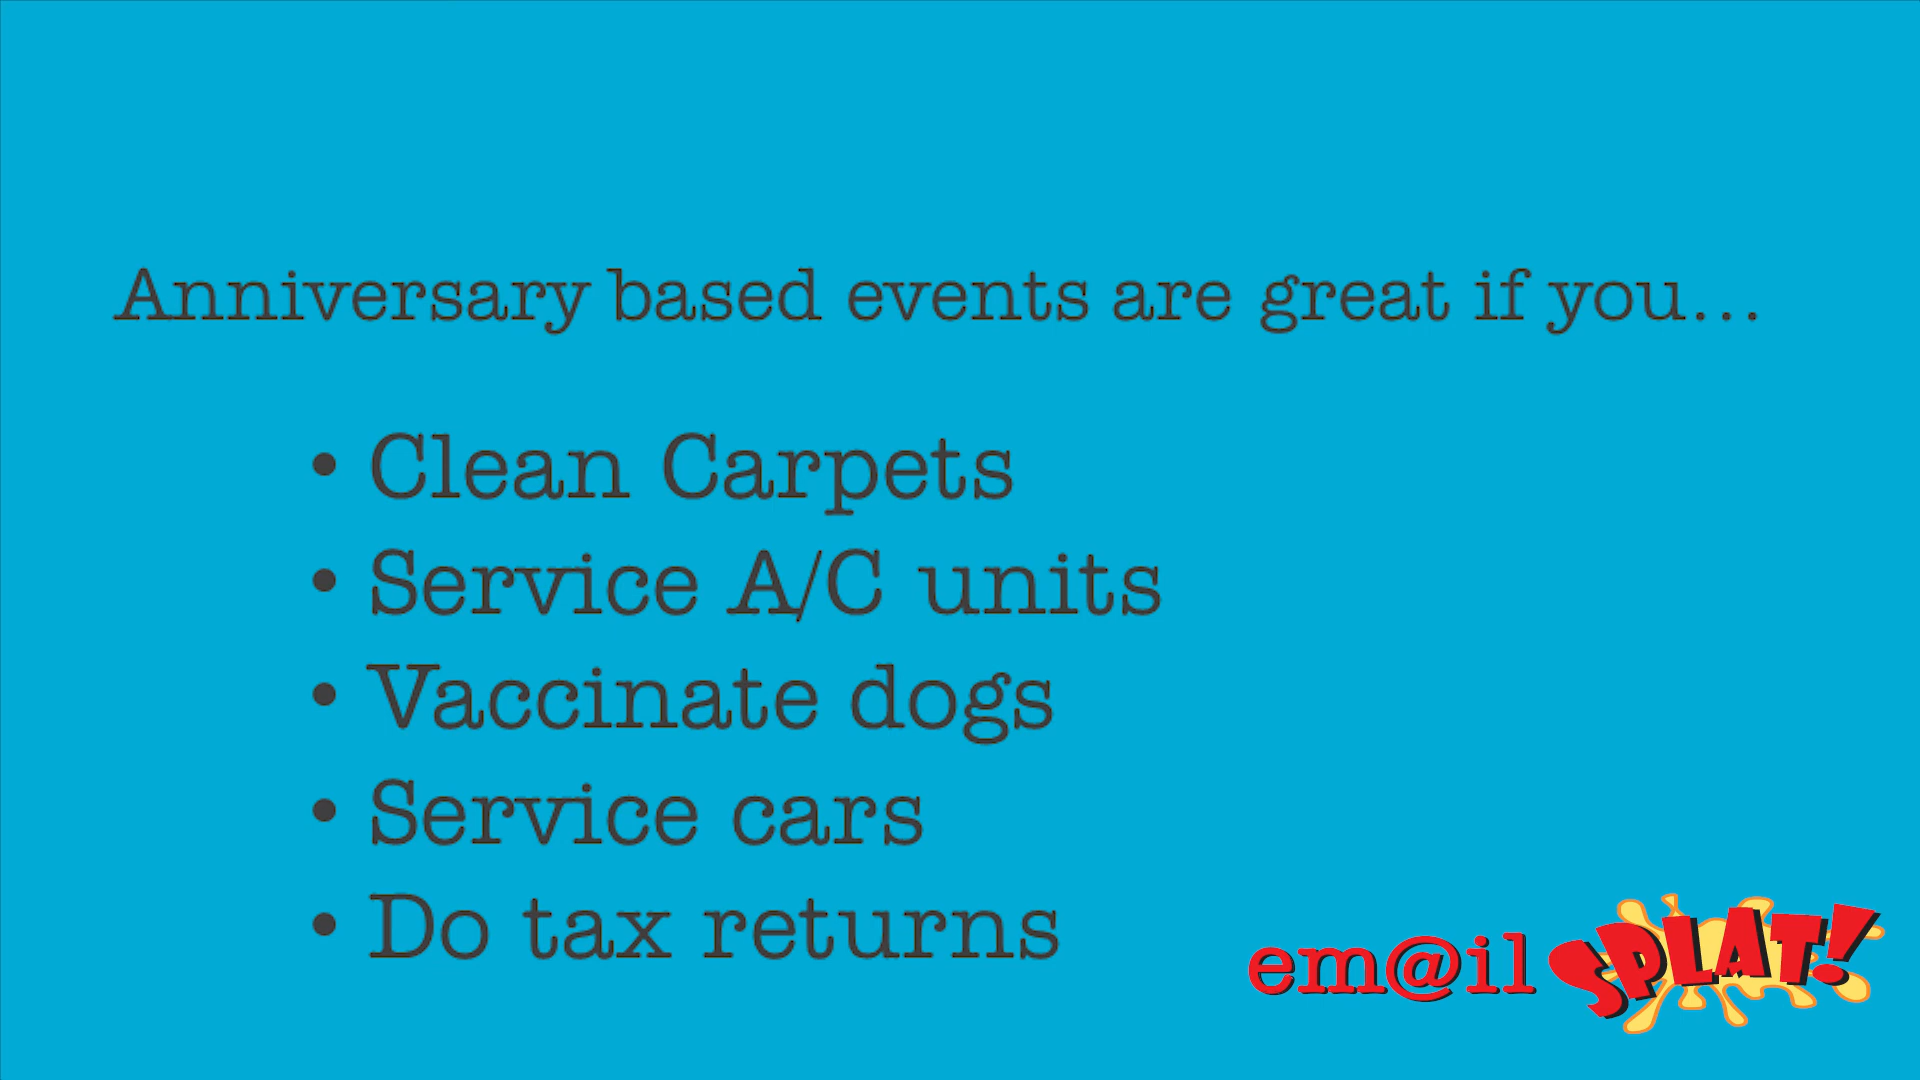 Anniversary based events are great if you...
• Clean Carpets
• Service A/C units
• Vaccinate dogs
• Service cars
• Do tax returns
em@il SPLAT!